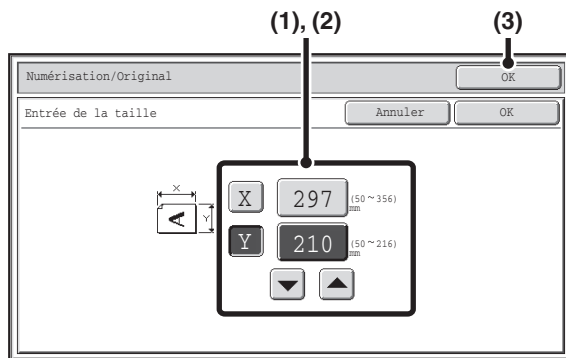 (1), (2)
(3)
Numérisation/Original
OK
Entrée de la taille
Annuler
OK
X
297
(50~356)
mm
X
Y
A
Y
210
(50~216)
mm